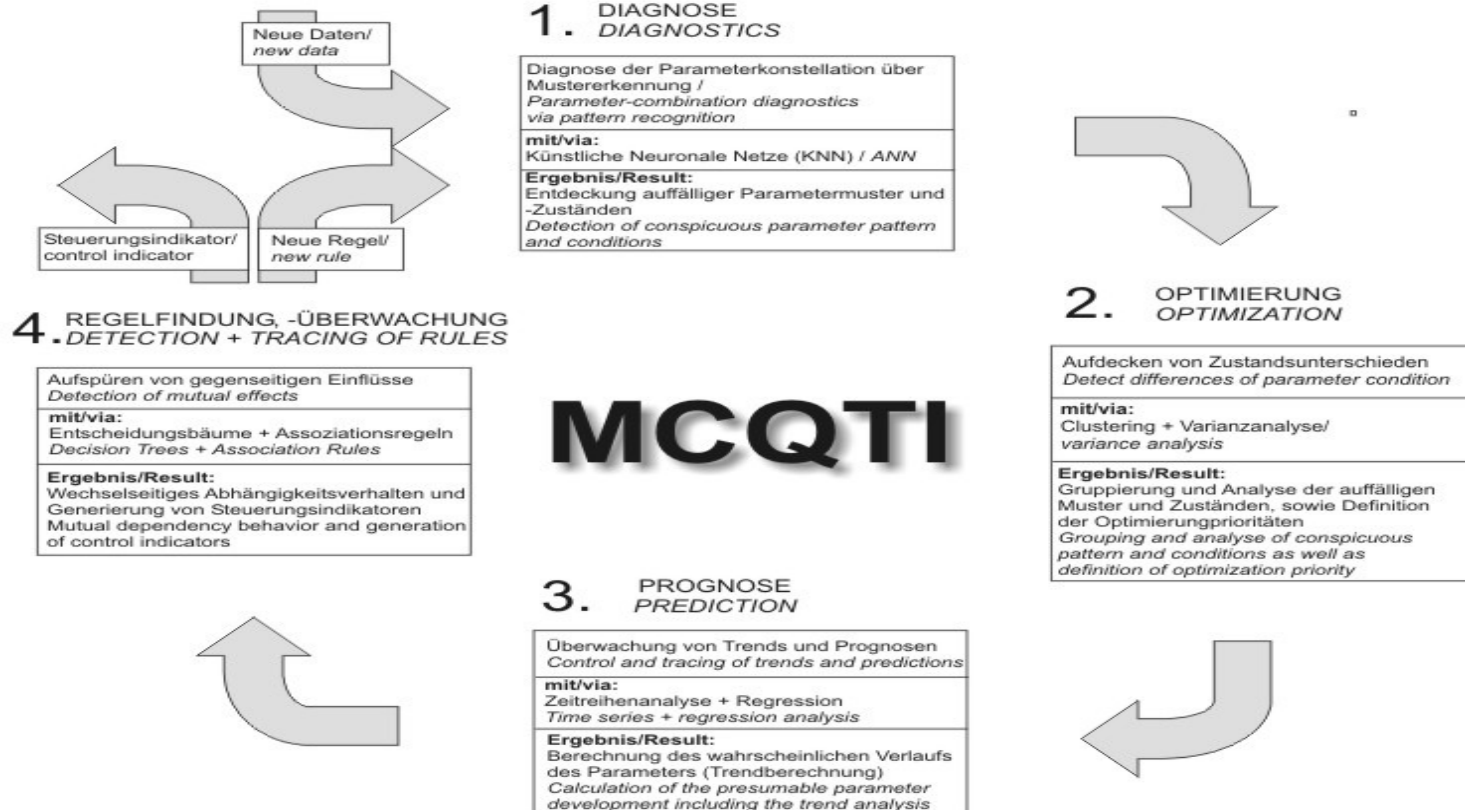 Neue Daten/
new data
Steuerungsindikator/
control indicator
Neue Regel/
new rule
1. DIAGNOSE
DIAGNOSTICS
Diagnose der Parameterkonstellation über
Mustererkennung /
Parameter-combination diagnostics
via pattern recognition
mit/via:
Künstliche Neuronale Netze (KNN) / ANN
Ergebnis/Result:
Entdeckung auffälliger Parametermuster und
-Zuständen
Detection of conspicuous parameter pattern
and conditions
2. OPTIMIERUNG
OPTIMIZATION
Aufdecken von Zustandsunterschieden
Detect differences of parameter condition
mit/via:
Clustering + Varianzanalyse/
variance analysis
Ergebnis/Result:
Gruppierung und Analyse der auffälligen
Muster und Zuständen, sowie Definition
der Optimierungprioritäten
Grouping and analyse of conspicuous
pattern and conditions as well as
definition of optimization priority
MCQTI
3. PROGNOSE
PREDICTION
Überwachung von Trends und Prognosen
Control and tracing of trends and predictions
mit/via:
Zeitreihenanalyse + Regression
Time series + regression analysis
Ergebnis/Result:
Berechnung des wahrscheinlichen Verlaufs
des Parameters (Trendberechnung)
Calculation of the presumable parameter
development including the trend analysis
4. REGELFINDUNG, -ÜBERWACHUNG
DETECTION + TRACING OF RULES
Aufspüren von gegenseitigen Einflüsse
Detection of mutual effects
mit/via:
Entscheidungsbäume + Assoziationsregeln
Decision Trees + Association Rules
Ergebnis/Result:
Wechselseitiges Abhängigkeitsverhalten und
Generierung von Steuerungsindikatoren
Mutual dependency behavior and generation
of control indicators